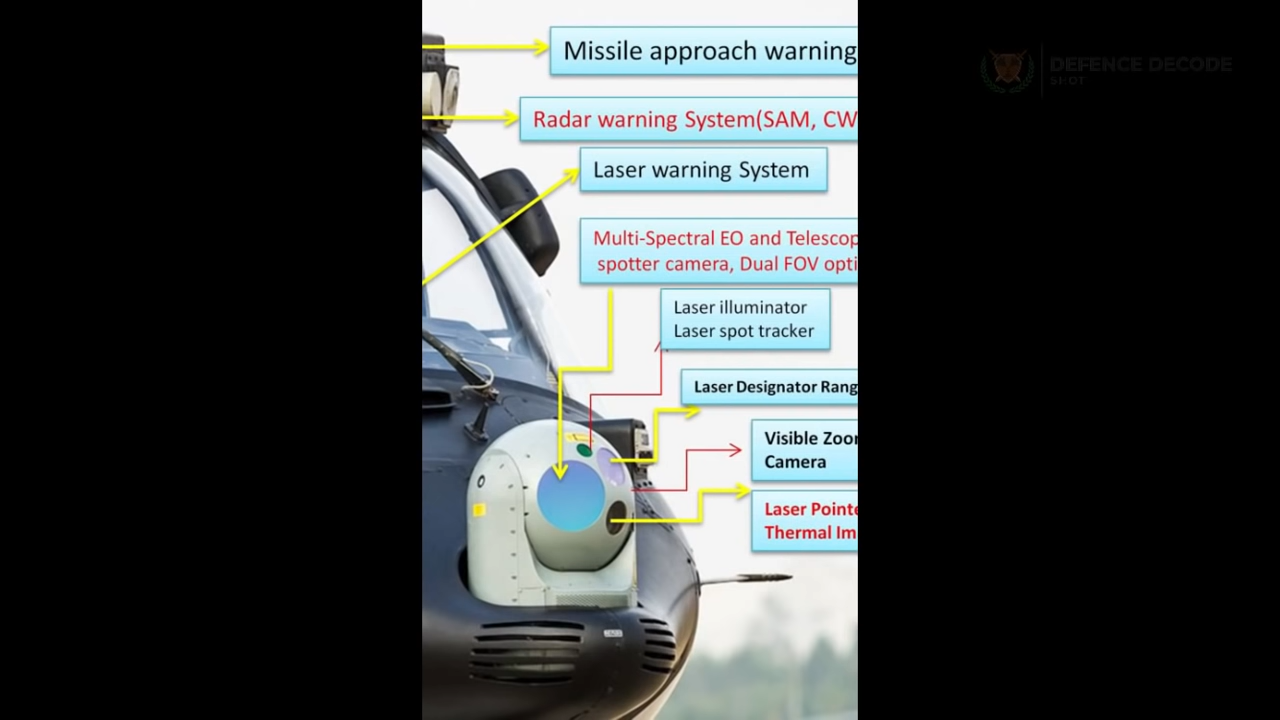 Missile approach warning
DEFENCE DECODE
SHOT
Radar warning System(SAM, CW
Laser warning System
Multi-Spectral EO and Telescop
spotter camera, Dual FOV opti
Laser illuminator
Laser spot tracker
Laser Designator Rang
Visible Zoo
Camera
Laser Pointe
Thermal Im